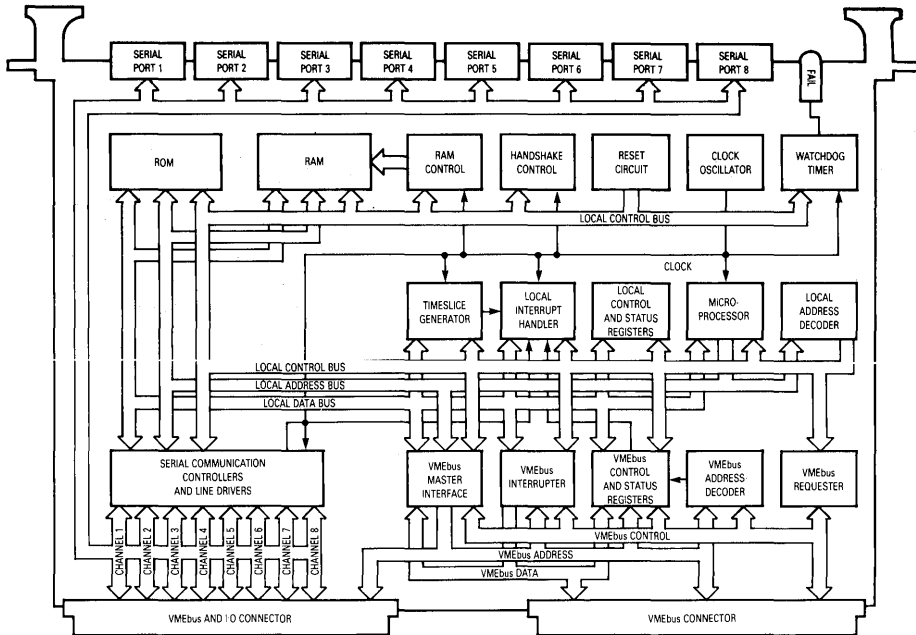 SERIAL
PORT 1
SERIAL
PORT 2
SERIAL
PORT 3
SERIAL
PORT 4
SERIAL
PORT 5
SERIAL
PORT 6
SERIAL
PORT 7
SERIAL
PORT 8
FAIL
ROM
RAM
RAM
CONTROL
HANDSHAKE
CONTROL
RESET
CIRCUIT
CLOCK
OSCILLATOR
WATCHDOG
TIMER
LOCAL CONTROL BUS
CLOCK
TIMESLICE
GENERATOR
LOCAL
INTERRUPT
HANDLER
LOCAL
CONTROL
AND STATUS
REGISTERS
MICRO-
PROCESSOR
LOCAL
ADDRESS
DECODER
LOCAL CONTROL BUS
LOCAL ADDRESS BUS
LOCAL DATA BUS
SERIAL COMMUNICATION
CONTROLLERS
AND LINE DRIVERS
VMEbus
MASTER
INTERFACE
VMEbus
INTERRUPTER
VMEbus
CONTROL
AND STATUS
REGISTERS
VMEbus
ADDRESS-
DECODER
VMEbus
REQUESTER
CHANNEL 1
CHANNEL 2
CHANNEL 3
CHANNEL 4
CHANNEL 5
CHANNEL 6
CHANNEL 7
CHANNEL 8
VMEbus CONTROL
VMEbus ADDRESS
VMEbus DATA
VMEbus AND I·O CONNECTOR
VMEbus CONNECTOR